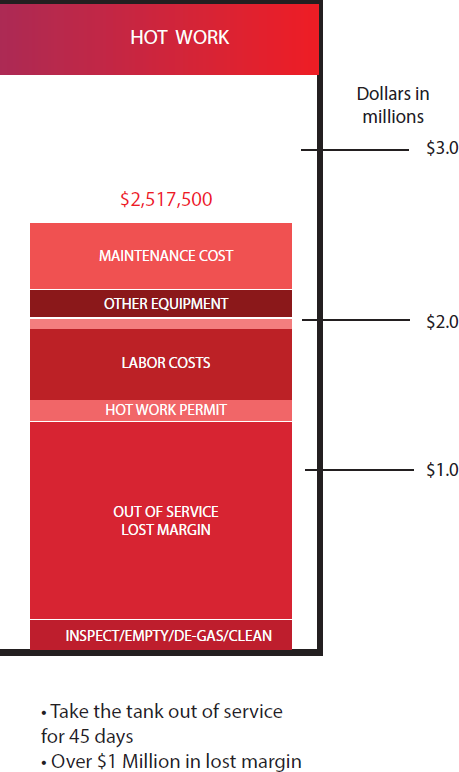 HOT WORK
Dollars in
millions
$3.0
$2,517,500
MAINTENANCE COST
OTHER EQUIPMENT
$2.0
LABOR COSTS
HOT WORK PERMIT
$1.0
OUT OF SERVICE
LOST MARGIN
INSPECT/EMPTY/DE-GAS/CLEAN
• Take the tank out of service
for 45 days
• Over $1 Million in lost margin